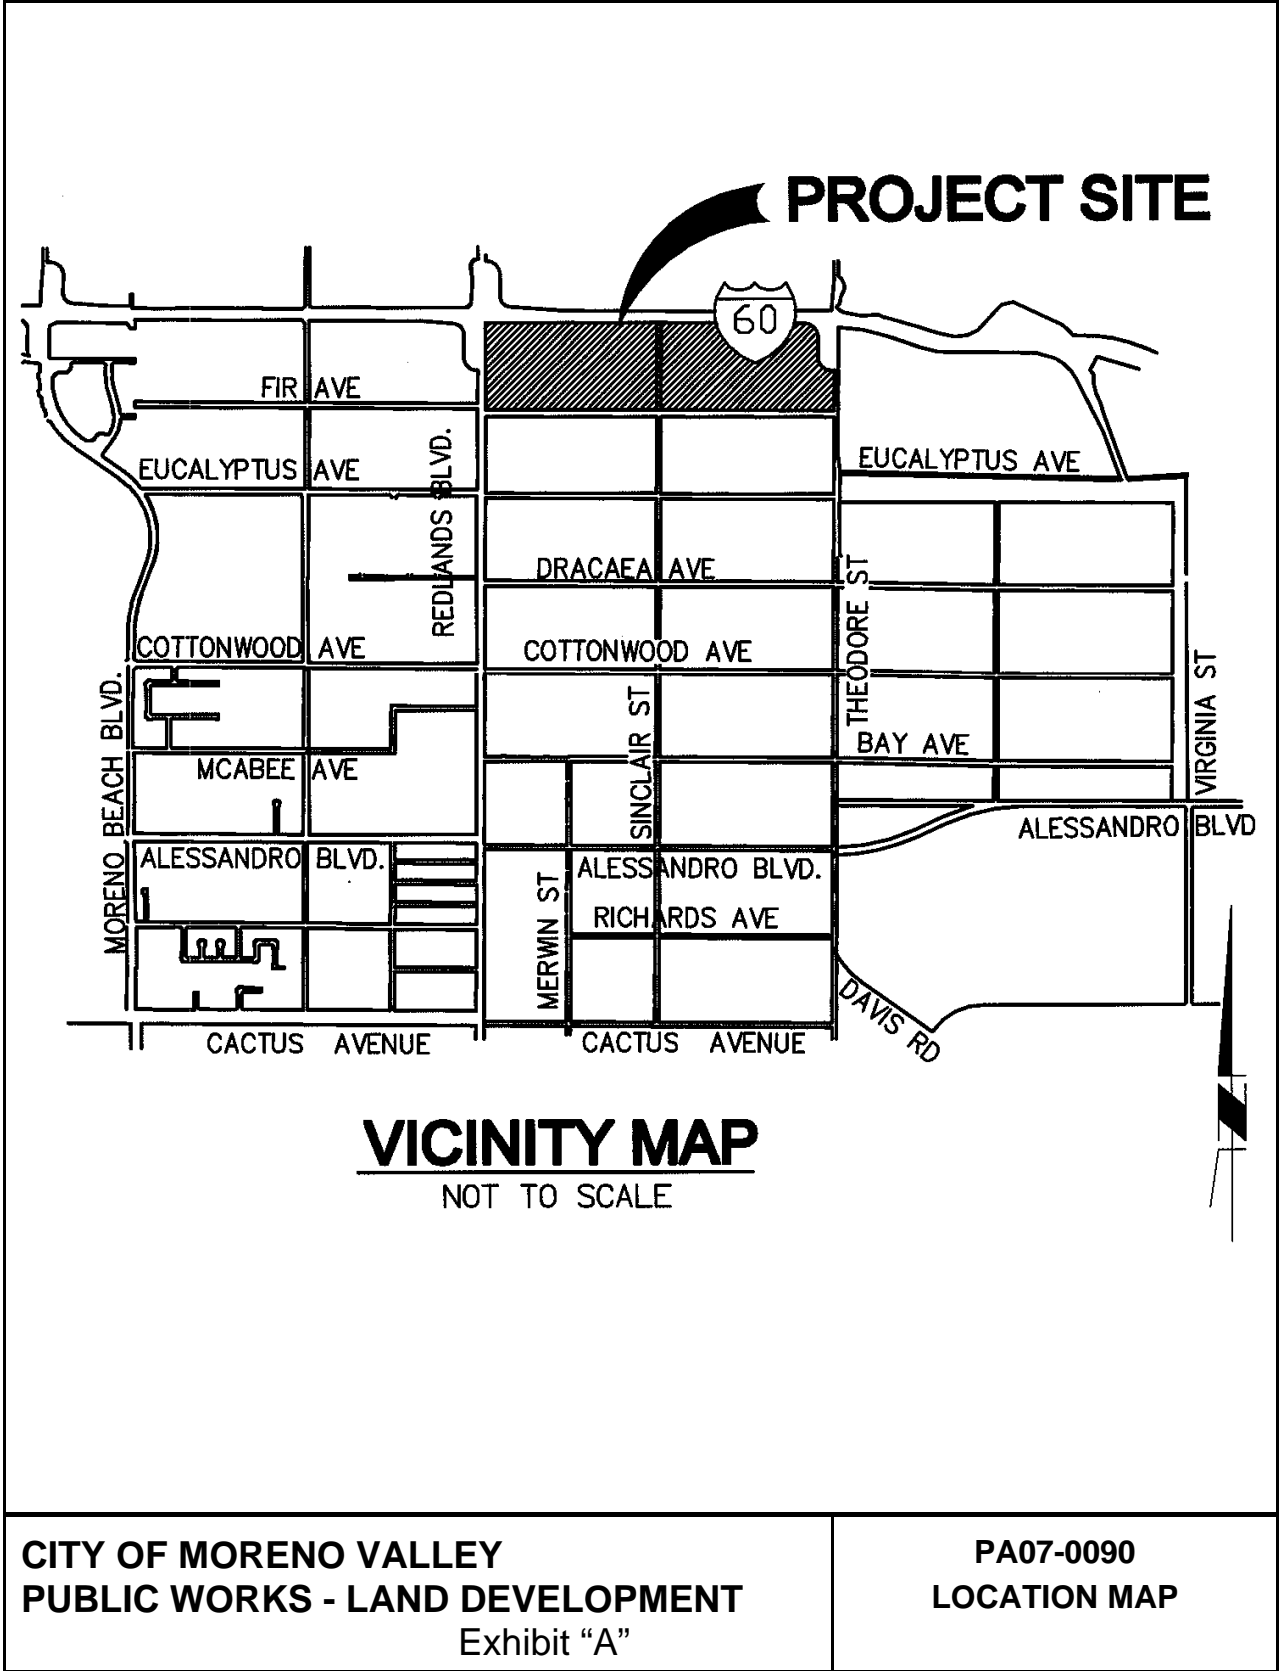 PROJECT SITE
60
FIR AVE
REDLANDS BLVD.
EUCALYPTUS AVE
EUCALYPTUS AVE
DRACAEA AVE
THEODORE ST
COTTONWOOD AVE
COTTONWOOD AVE
VIRGINIA ST
MORENO BEACH BLVD.
SINCLAIR ST
BAY AVE
MCABEE AVE
ALESSANDRO BLVD
ALESSANDRO BLVD.
ALESSANDRO BLVD.
MERWIN ST
RICHARDS AVE
DAVIS RD
CACTUS AVENUE
CACTUS AVENUE
VICINITY MAP
NOT TO SCALE
CITY OF MORENO VALLEY
PUBLIC WORKS - LAND DEVELOPMENT
Exhibit “A”
PA07-0090
LOCATION MAP